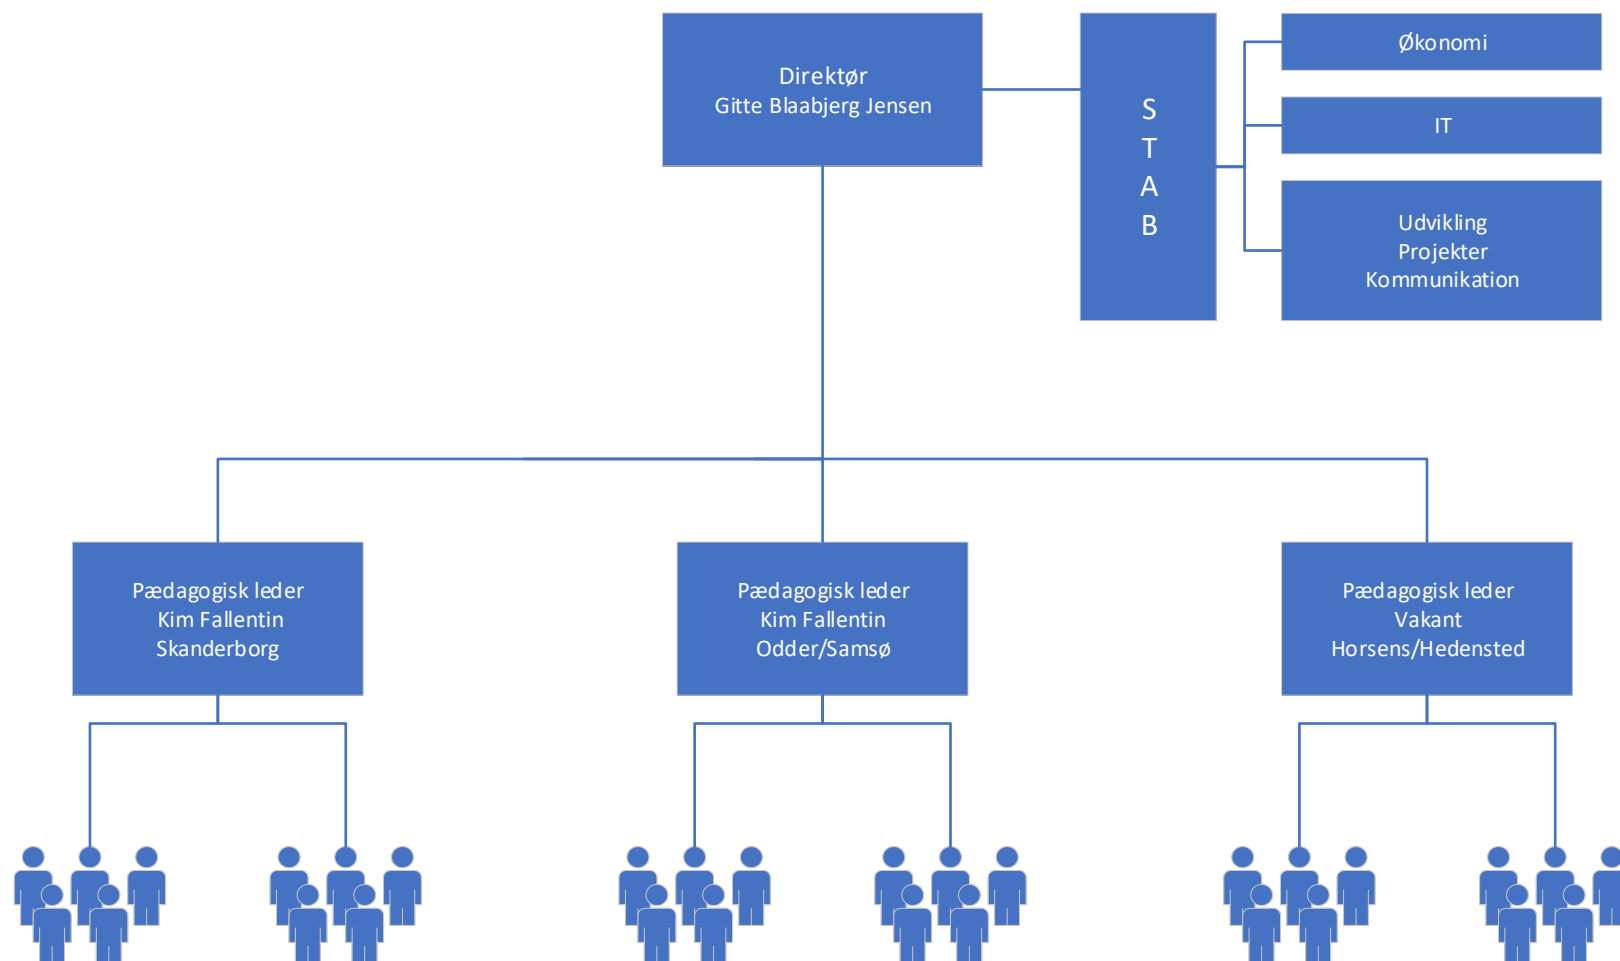 Direktør
Gitte Blaabjerg Jensen
S
T
A
B
Økonomi
IT
Udvikling
Projekter
Kommunikation
Pædagogisk leder
Kim Fallentin
Skanderborg
Pædagogisk leder
Kim Fallentin
Odder/Samsø
Pædagogisk leder
Vakant
Horsens/Hedensted